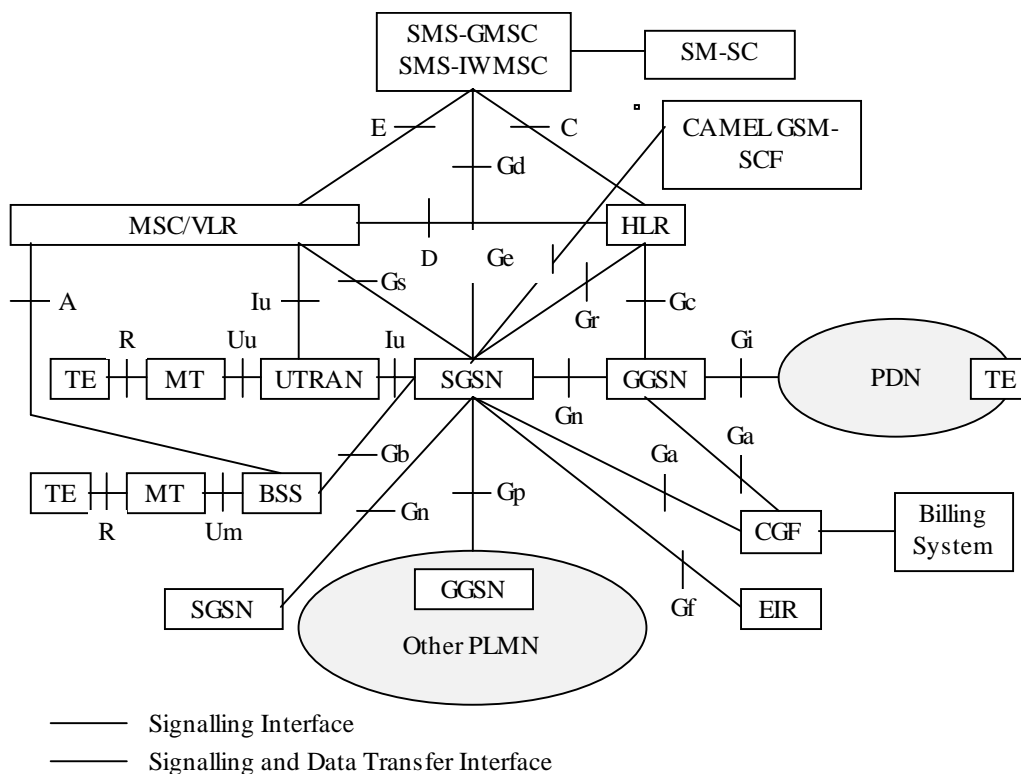 SMS-GMSC
SMS-IWMSC
SM-SC
E
C
CAMEL GSM-
SCF
Gd
MSC/VLR
HLR
D
Ge
Gs
A
Iu
Gr
Gc
R
Uu
Iu
Gi
TE
MT
UTRAN
SGSN
GGSN
PDN
TE
Gn
Ga
Gb
Ga
TE
MT
BSS
Gp
Gn
R
Um
CGF
Billing
System
SGSN
GGSN
Gf
EIR
Other PLMN
Signalling Interface
Signalling and Data Transfer Interface